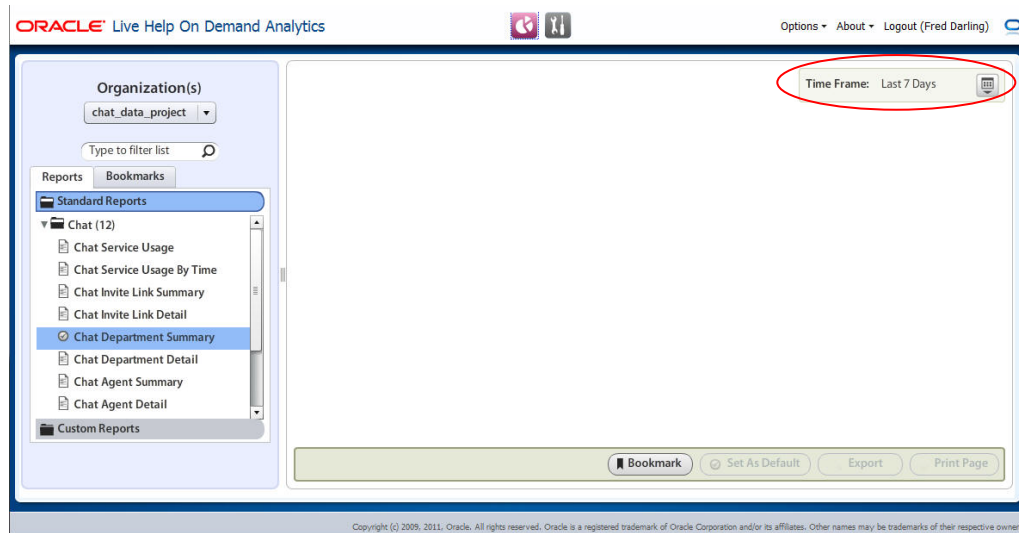 ORACLE Live Help On Demand Analytics
Options About Logout (Fred Darling)
Organization(s)
chat_data_project
Type to filter list
Reports Bookmarks
Standard Reports
Chat (12)
Chat Service Usage
Chat Service Usage By Time
Chat Invite Link Summary
Chat Invite Link Detail
Chat Department Summary
Chat Department Detail
Chat Agent Summary
Chat Agent Detail
Custom Reports
Time Frame: Last 7 Days
Bookmark Set As Default Export Print Page
Copyright (c) 2009, 2011, Oracle. All rights reserved. Oracle is a registered trademark of Oracle Corporation and/or its affiliates. Other names may be trademarks of their respective owner